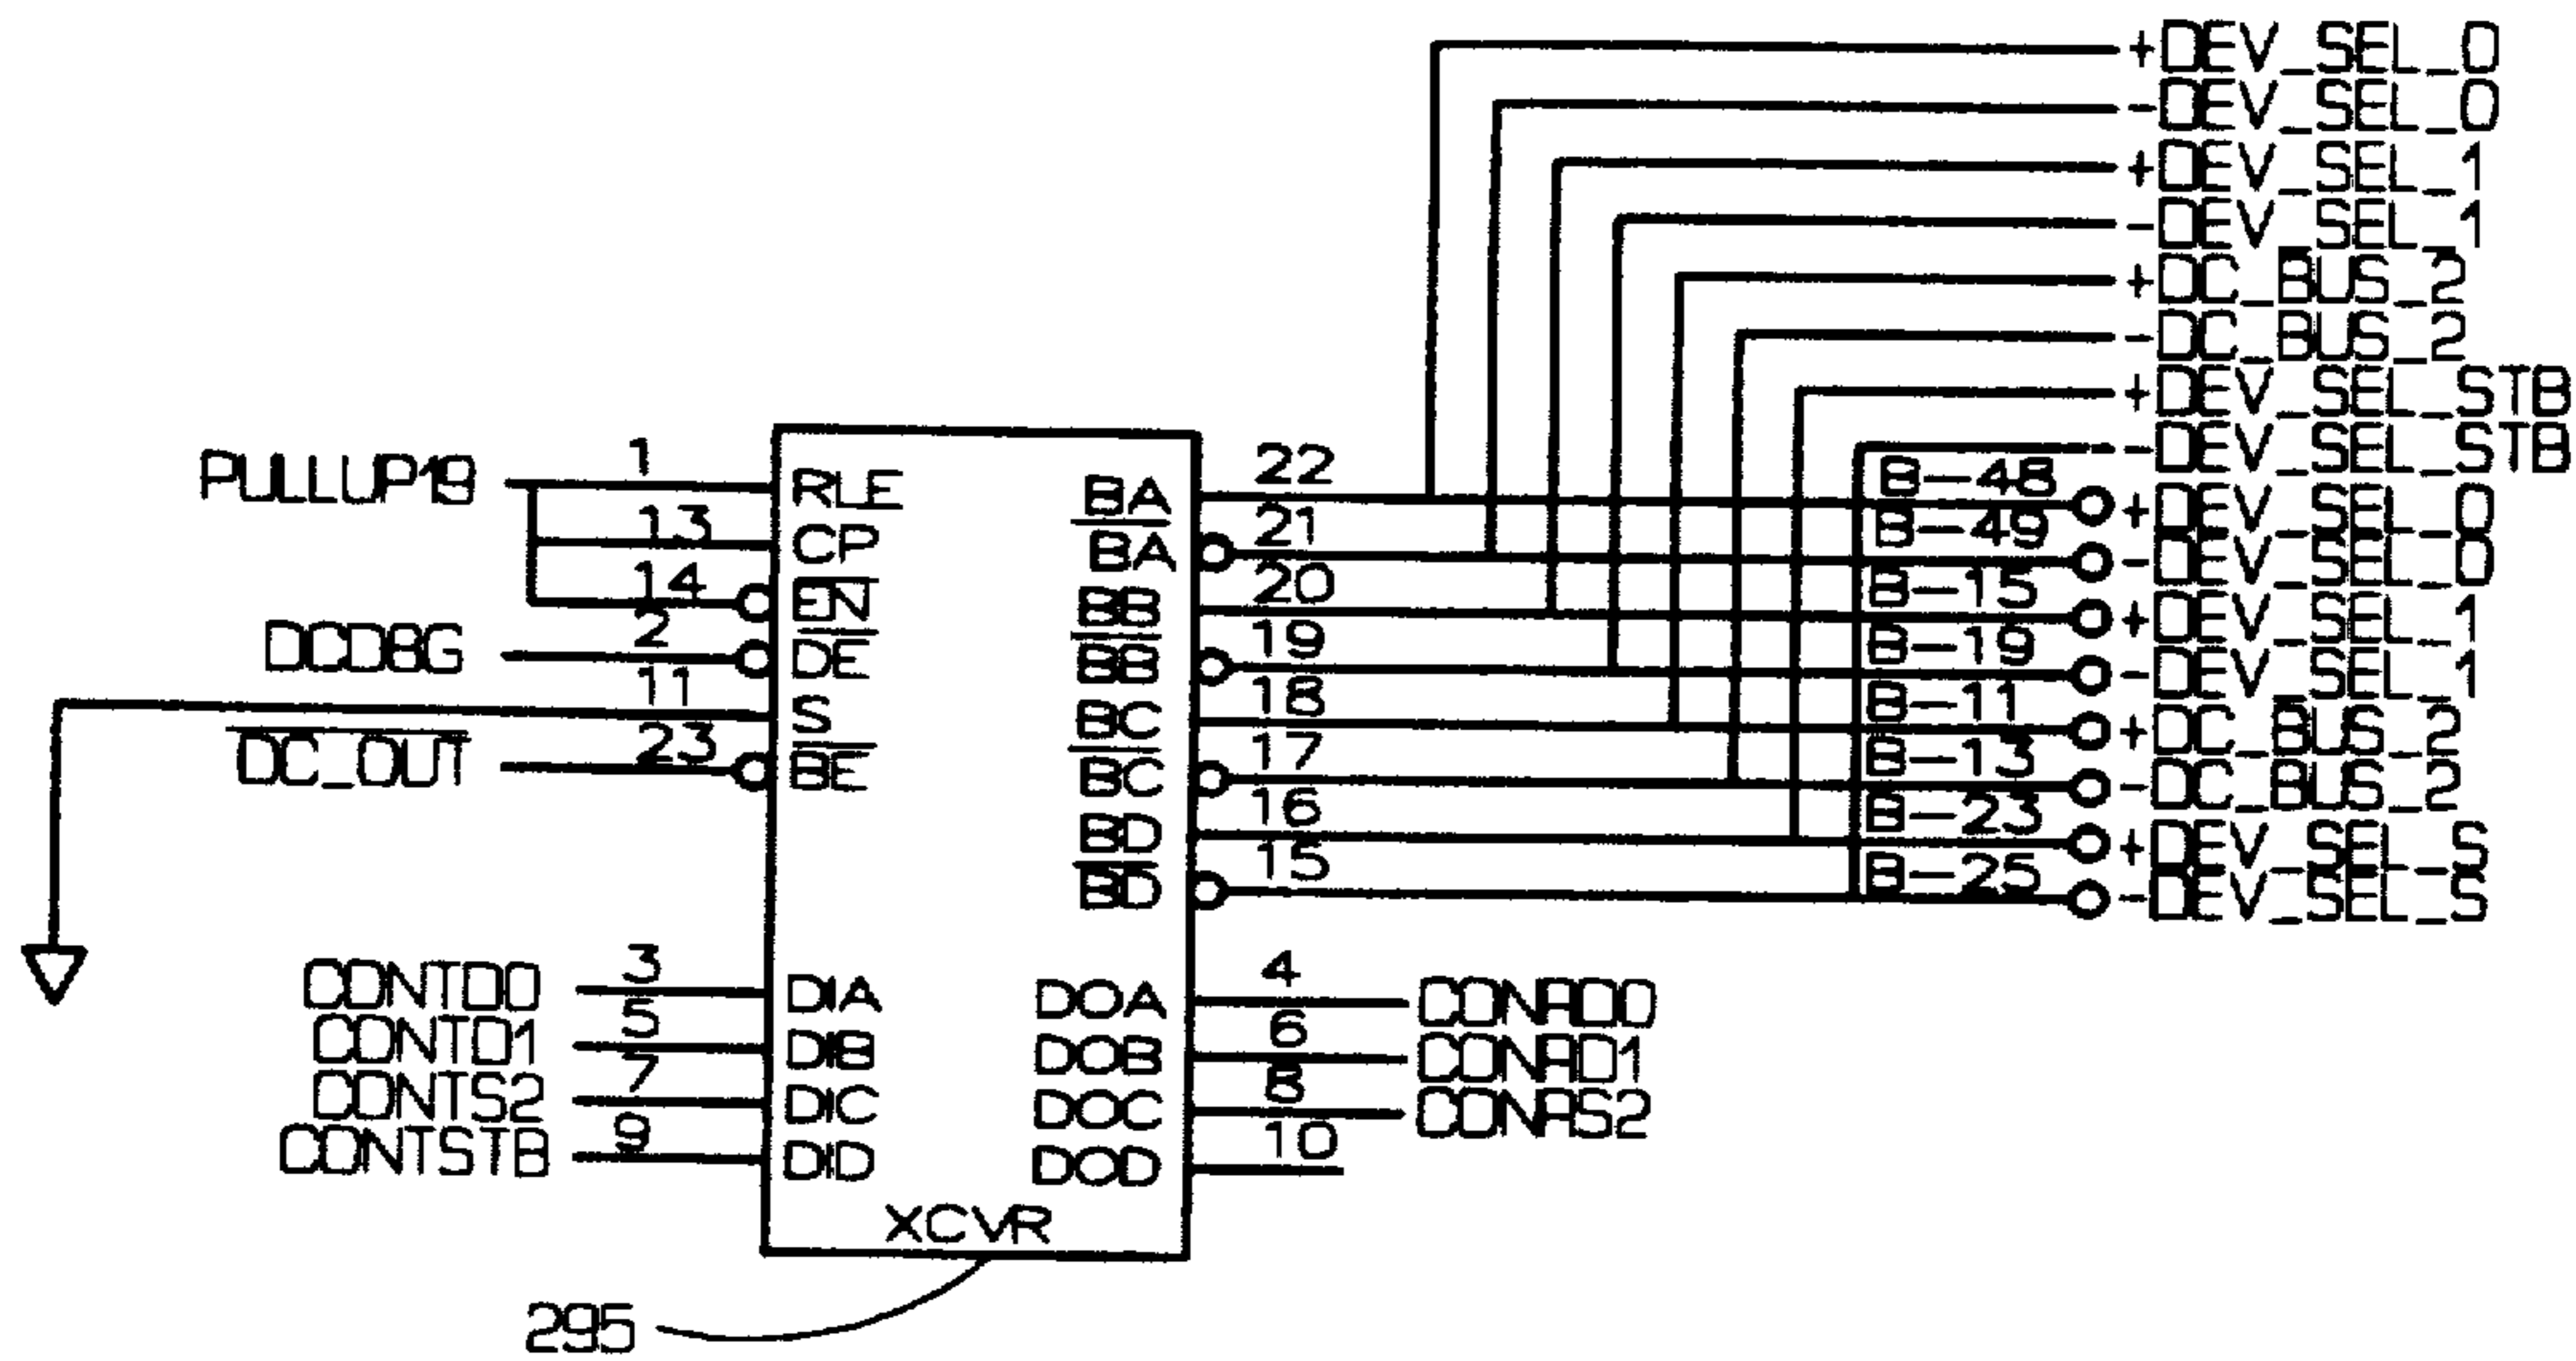 +DEV_SEL_0
-DEV_SEL_0
+DEV_SEL_1
-DEV_SEL_1
+DC_BUS_2
-DC_BUS_2
+DEV_SEL_STB
-DEV_SEL_STB
PULLUP19 1 RLE BA 22 B-48 +DEV_SEL_0
13 CP BA 21 B-49 -DEV_SEL_0
14 EN BB 20 B-15 +DEV_SEL_1
DCDBG 2 DE BB 19 B-19 -DEV_SEL_1
11 S BC 18 B-11 +DC_BUS_2
DC_OUT 23 BE BC 17 B-13 -DC_BUS_2
BD 16 B-23 +DEV_SEL_S
BD 15 B-25 -DEV_SEL_S
CONTD0 3 DIA DOA 4 CONRD0
CONTD1 5 DIB DOB 6 CONRD1
CONTS2 7 DIC DOC 8 CONRS2
CONTSTB 9 DID DOD 10
XCVR
295